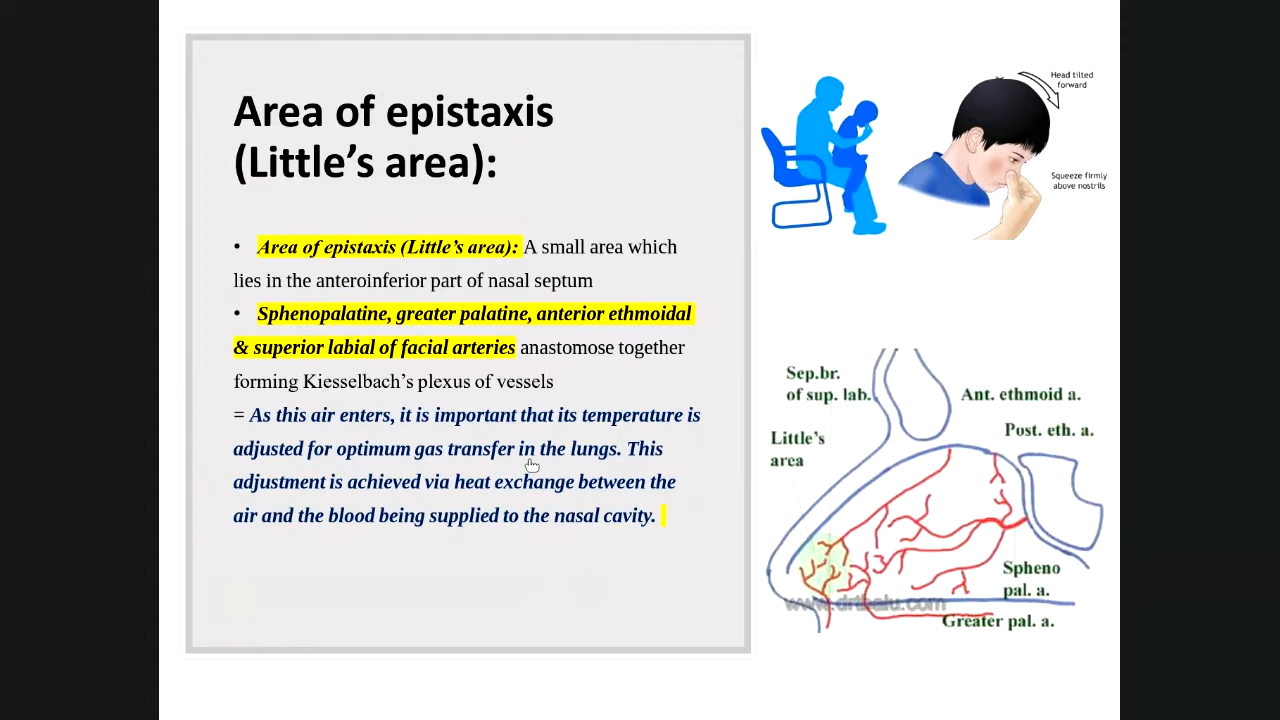 Area of epistaxis
(Little's area):
• Area of epistaxis (Little's area): A small area which
lies in the anteroinferior part of nasal septum
• Sphenopalatine, greater palatine, anterior ethmoidal
& superior labial of facial arteries anastomose together
forming Kiesselbach's plexus of vessels
= As this air enters, it is important that its temperature is
adjusted for optimum gas transfer in the lungs. This
adjustment is achieved via heat exchange between the
air and the blood being supplied to the nasal cavity.
Head tilted
forward
Squeeze firmly
above nostrils
Sep.br.
of sup. lab.
Ant. ethmoid a.
Post. eth. a.
Little's
area
Spheno
pal. a.
Greater pal. a.